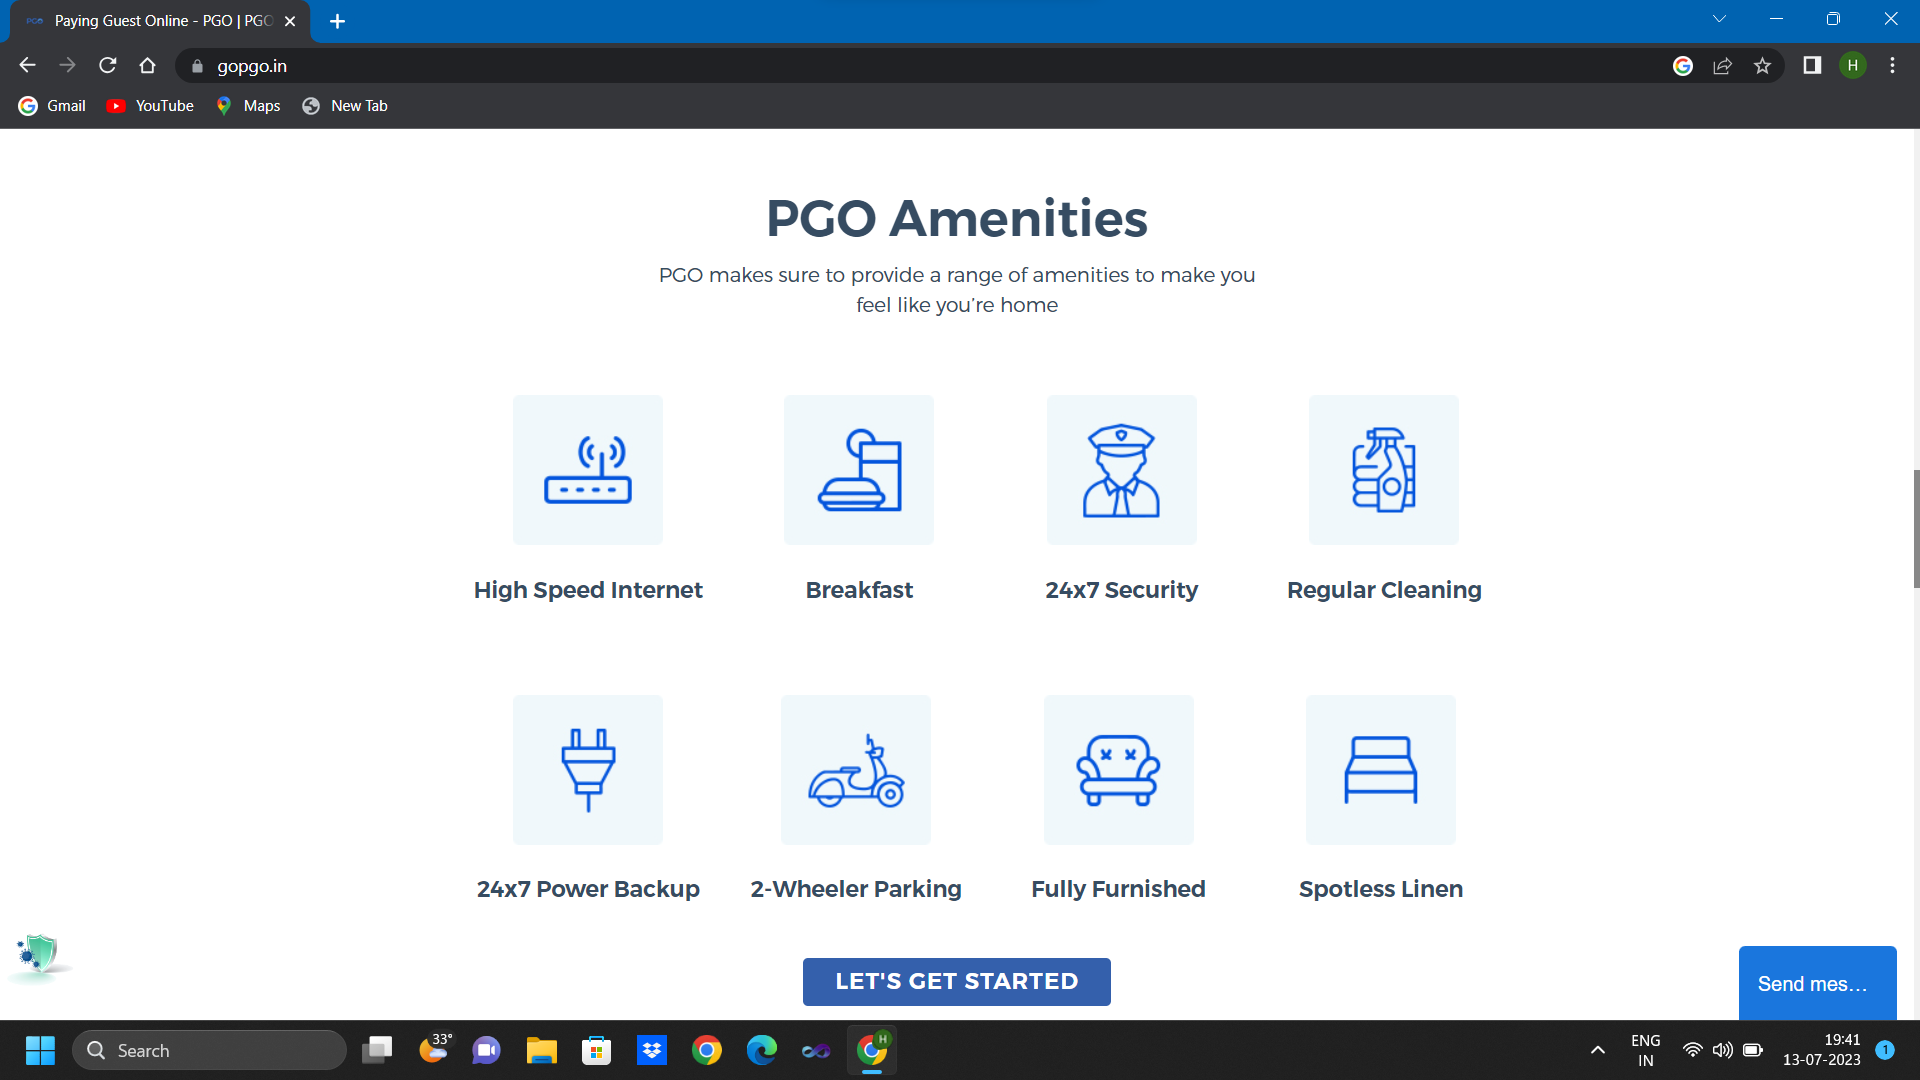 Paying Guest Online - PGO | PGO
gopgo.in
H
Gmail
YouTube
Maps
New Tab
PGO Amenities
PGO makes sure to provide a range of amenities to make you
feel like you’re home
High Speed Internet
Breakfast
24x7 Security
Regular Cleaning
24x7 Power Backup
2-Wheeler Parking
Fully Furnished
Spotless Linen
LET'S GET STARTED
Send mes...
Search
33°
H
ENG
IN
19:41
13-07-2023
1